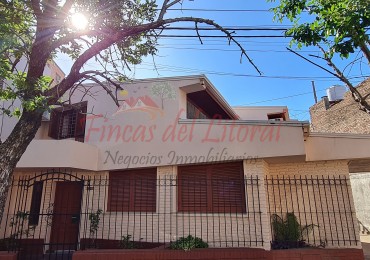 Fincas del Litoral
Negocios Inmobiliarios